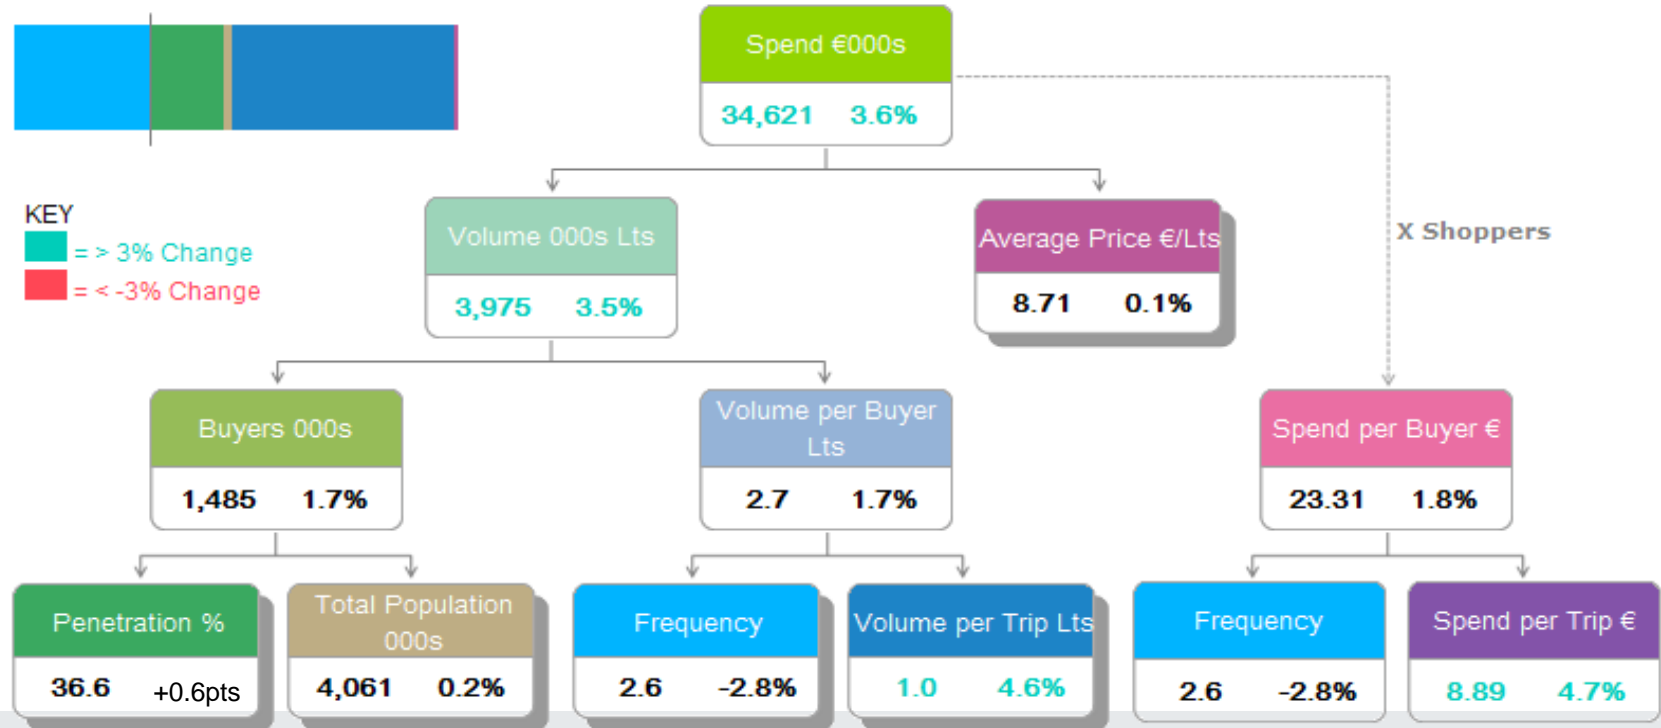 Spend €000s
34,621 3.6%
KEY
= > 3% Change
= < -3% Change
Volume 000s Lts
3,975 3.5%
Average Price €/Lts
8.71 0.1%
X Shoppers
Buyers 000s
1,485 1.7%
Volume per Buyer
Lts
2.7 1.7%
Spend per Buyer €
23.31 1.8%
Penetration %
36.6 +0.6pts
Total Population
000s
4,061 0.2%
Frequency
2.6 -2.8%
Volume per Trip Lts
1.0 4.6%
Frequency
2.6 -2.8%
Spend per Trip €
8.89 4.7%